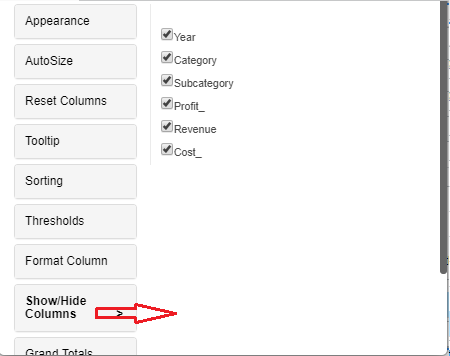 Appearance
AutoSize
Reset Columns
Tooltip
Sorting
Thresholds
Format Column
Show/Hide
Columns >
Grand Totals
Year
Category
Subcategory
Profit_
Revenue
Cost_